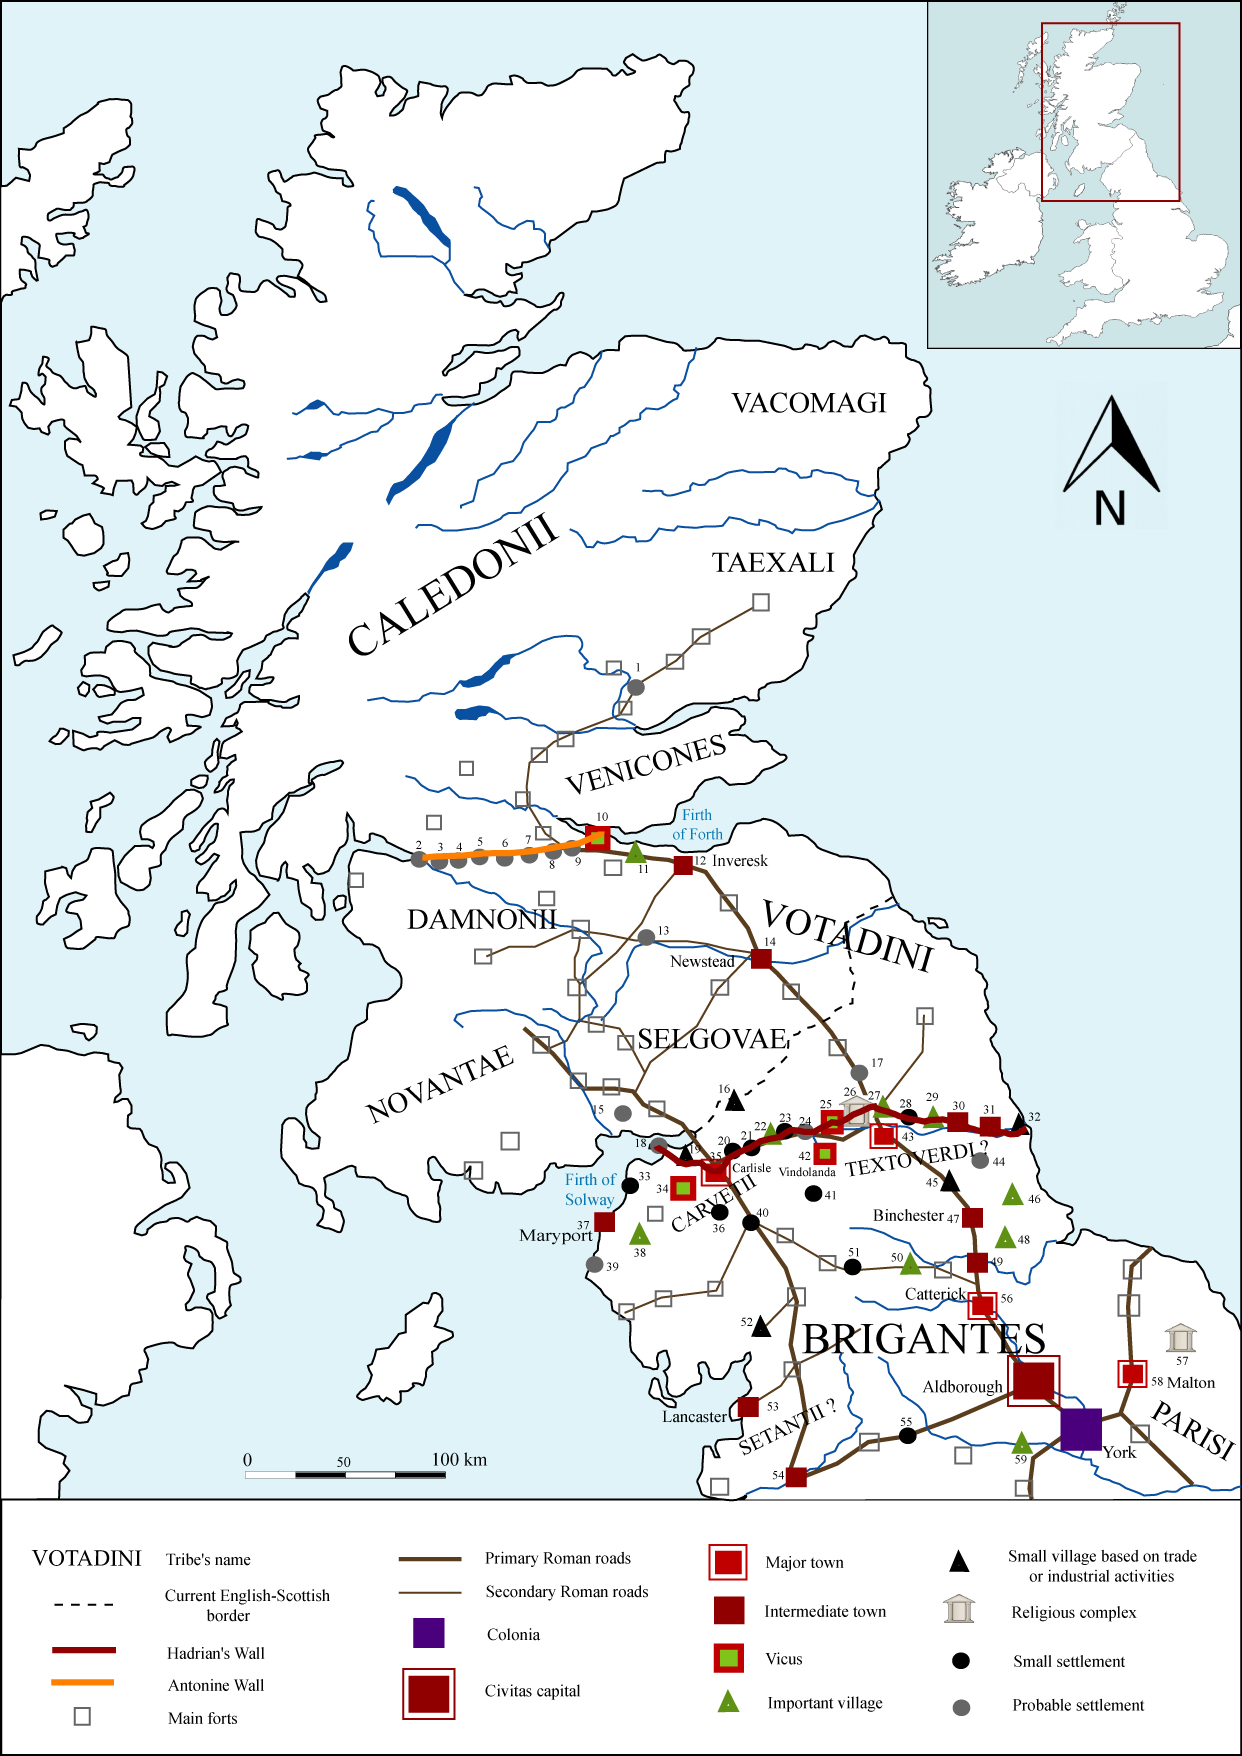 VACOMAGI
N
CALEDONII
TAEXALI
1
VENICONES
10
Firth
of Forth
2
3
4
5
6
7
8
9
11
12
Inveresk
DAMNONII
VOTADINI
13
14
Newstead
SELGOVAE
NOVANTAE
15
16
17
18
19
20
21
22
23
24
25
26
27
28
29
30
31
32
33
34
35
Carlisle
42
Vindolanda
43
TEXTOVERDI ?
44
Firth of
Solway
CARVETII
36
41
45
46
37
Maryport
38
40
Binchester
47
48
39
51
50
49
Catterick
56
52
BRIGANTES
57
Aldborough
58
Malton
Lancaster
53
SETANTII ?
55
PARISI
York
59
54
0
50
100 km
VOTADINI
Tribe's name
Current English-Scottish
border
Hadrian's Wall
Antonine Wall
Main forts
Primary Roman roads
Secondary Roman roads
Colonia
Civitas capital
Major town
Intermediate town
Vicus
Important village
Small village based on trade
or industrial activities
Religious complex
Small settlement
Probable settlement